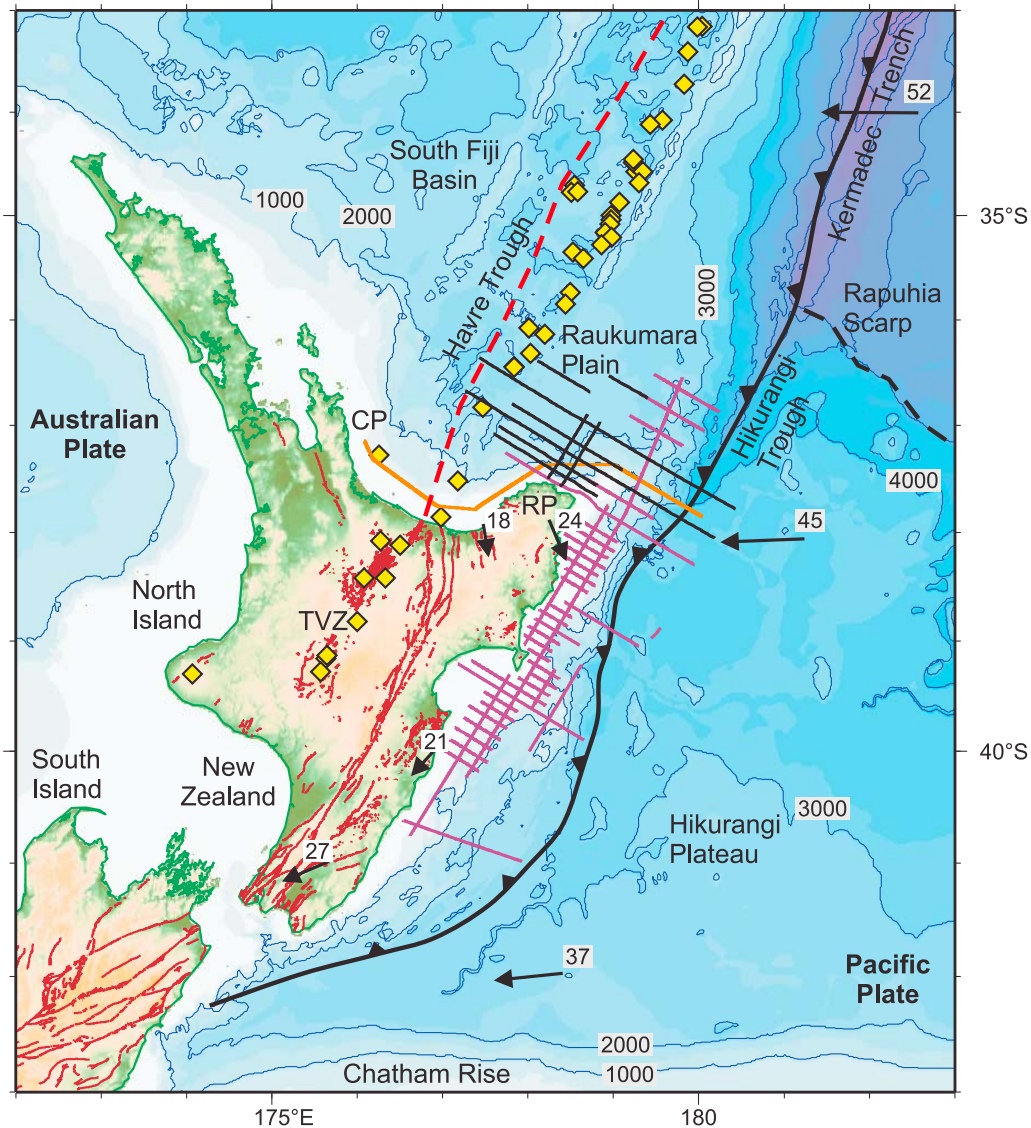 52
Kermadec Trench
South Fiji
Basin
1000
2000
35°S
Havre Trough
3000
Rapuhia
Scarp
Raukumara
Plain
Hikurangi
Trough
Australian
Plate
CP
4000
RP
18
24
45
North
Island
TVZ
21
40°S
South
Island
New
Zealand
3000
Hikurangi
Plateau
27
37
Pacific
Plate
2000
1000
Chatham Rise
175°E
180